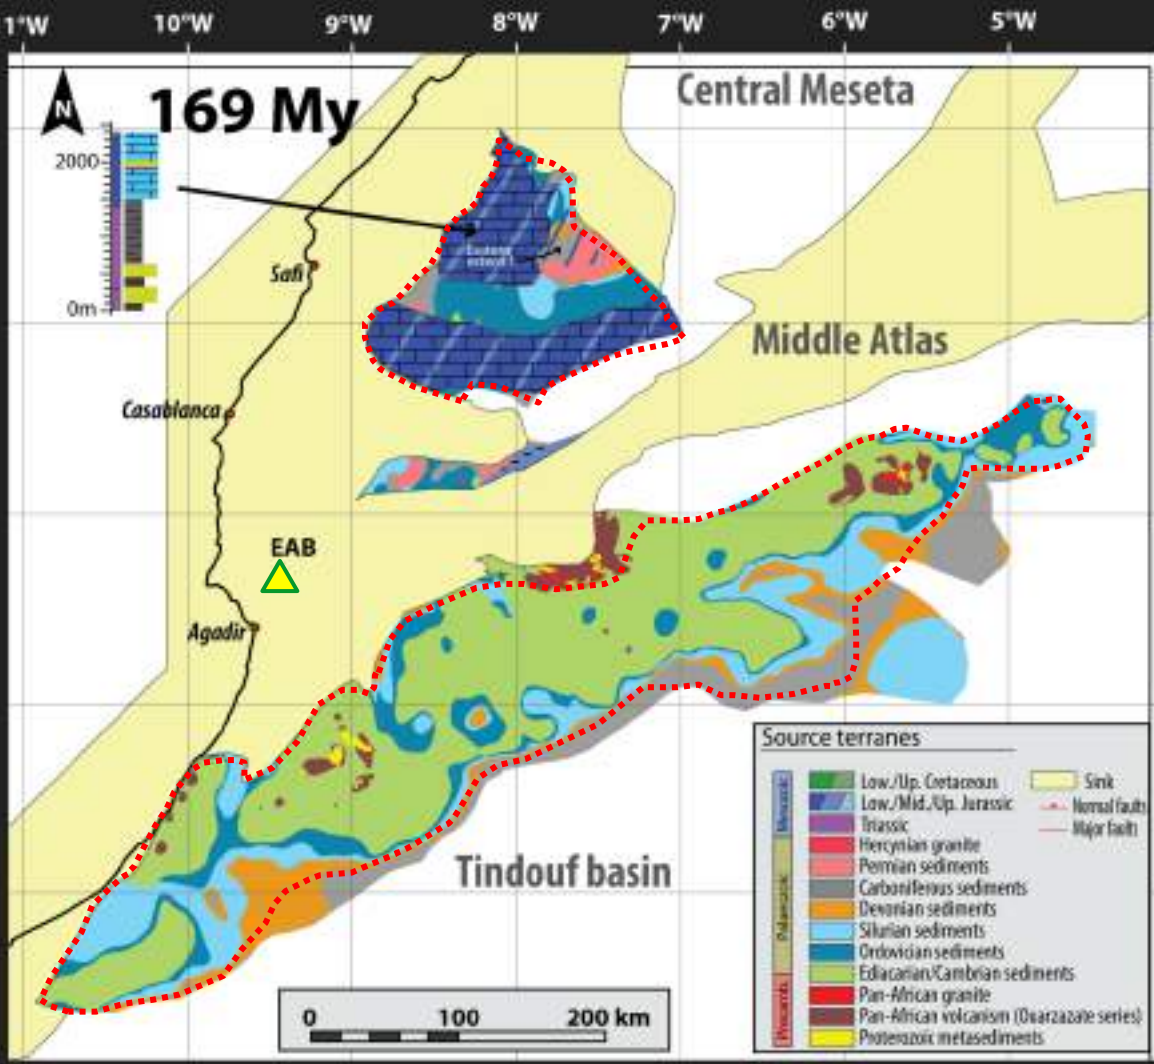 1°W 10°W 9°W 8°W 7°W 6°W 5°W
N
169 My
Central Meseta
2000
0m
Safi
Middle Atlas
Casablanca
EAB
Agadir
Tindouf basin
0 100 200 km
Source terranes
Low./Up. Cretaceous
Low./Mid./Up. Jurassic
Triassic
Hercynian granite
Permian sediments
Carboniferous sediments
Devonian sediments
Silurian sediments
Ordovician sediments
Ediacarian/Cambrian sediments
Pan-African granite
Pan-African volcanism (Ouarzazate series)
Proterozoic metasediments
Sink
Normal faults
Major faults
Mesozoic
Palaeozoic
Precamb.